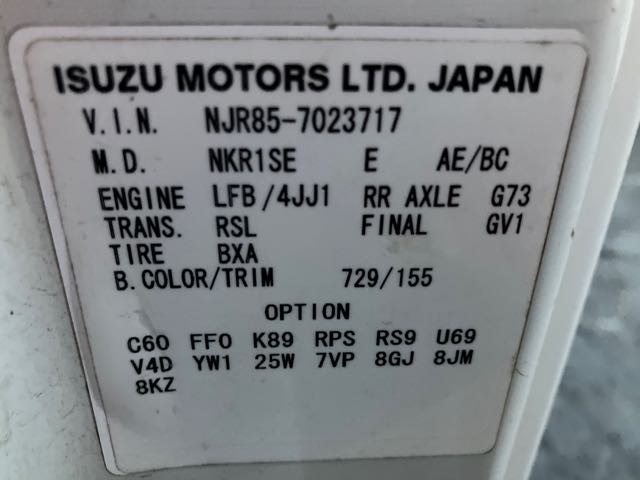 ISUZU MOTORS LTD. JAPAN
V.I.N. NJR85-7023717
M.D. NKR1SE E AE/BC
ENGINE LFB/4JJ1 RR AXLE G73
TRANS. RSL FINAL GV1
TIRE BXA
B.COLOR/TRIM 729/155
OPTION
C60 FF0 K89 RPS RS9 U69
V4D YW1 25W 7VP 8GJ 8JM
8KZ